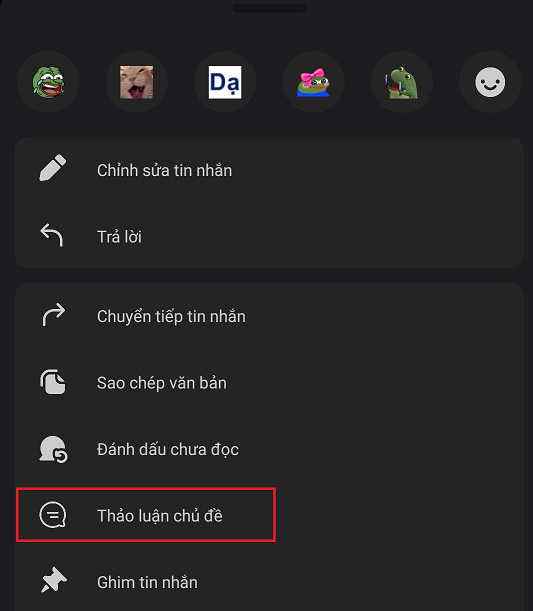 Dạ
Chỉnh sửa tin nhắn
Trả lời
Chuyển tiếp tin nhắn
Sao chép văn bản
Đánh dấu chưa đọc
Thảo luận chủ đề
Ghim tin nhắn